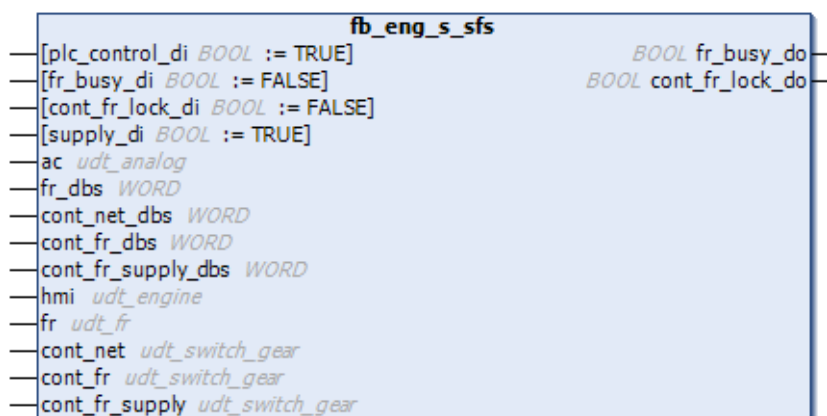 fb_eng_s_sfs
[plc_control_di BOOL := TRUE] BOOL fr_busy_do
[fr_busy_di BOOL := FALSE] BOOL cont_fr_lock_do
[cont_fr_lock_di BOOL := FALSE]
[supply_di BOOL := TRUE]
ac udt_analog
fr_dbs WORD
cont_net_dbs WORD
cont_fr_dbs WORD
cont_fr_supply_dbs WORD
hmi udt_engine
fr udt_fr
cont_net udt_switch_gear
cont_fr udt_switch_gear
cont_fr_supply udt_switch_gear